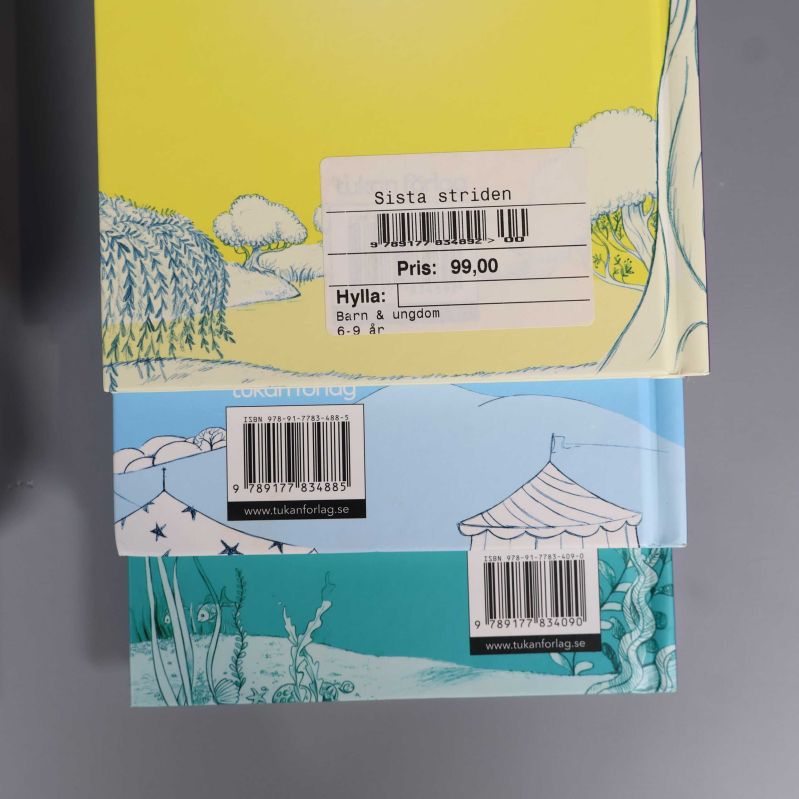 Sista striden
9 789177 834892 > 00
Pris: 99,00
Hylla:
Barn & ungdom
6-9 år
tukan förlag
ISBN 978-91-7783-488-5
9 789177 834885
www.tukanforlag.se
ISBN 978-91-7783-409-0
9 789177 834090
www.tukanforlag.se